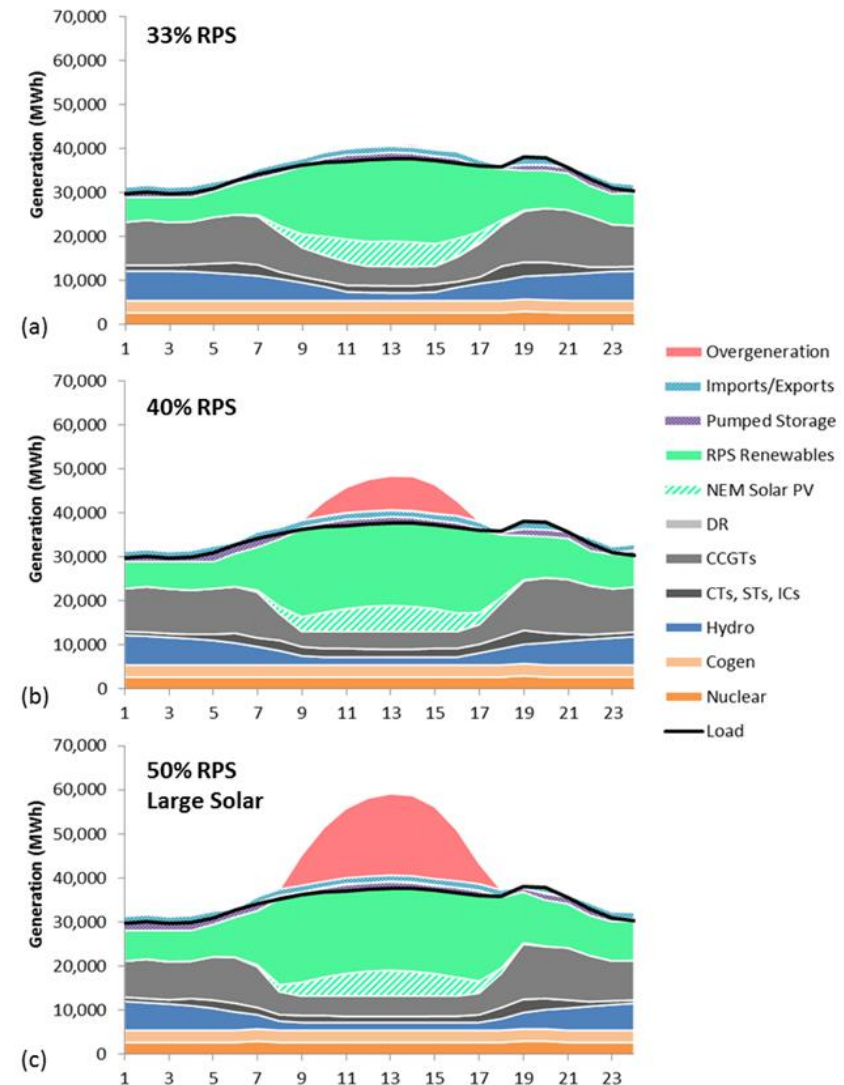 33% RPS
Generation (MWh)
70,000
60,000
50,000
40,000
30,000
20,000
10,000
0
1 3 5 7 9 11 13 15 17 19 21 23
(a)
40% RPS
Generation (MWh)
70,000
60,000
50,000
40,000
30,000
20,000
10,000
0
1 3 5 7 9 11 13 15 17 19 21 23
(b)
50% RPS
Large Solar
Generation (MWh)
70,000
60,000
50,000
40,000
30,000
20,000
10,000
0
1 3 5 7 9 11 13 15 17 19 21 23
(c)
Overgeneration
Imports/Exports
Pumped Storage
RPS Renewables
NEM Solar PV
DR
CCGTs
CTs, STs, ICs
Hydro
Cogen
Nuclear
Load